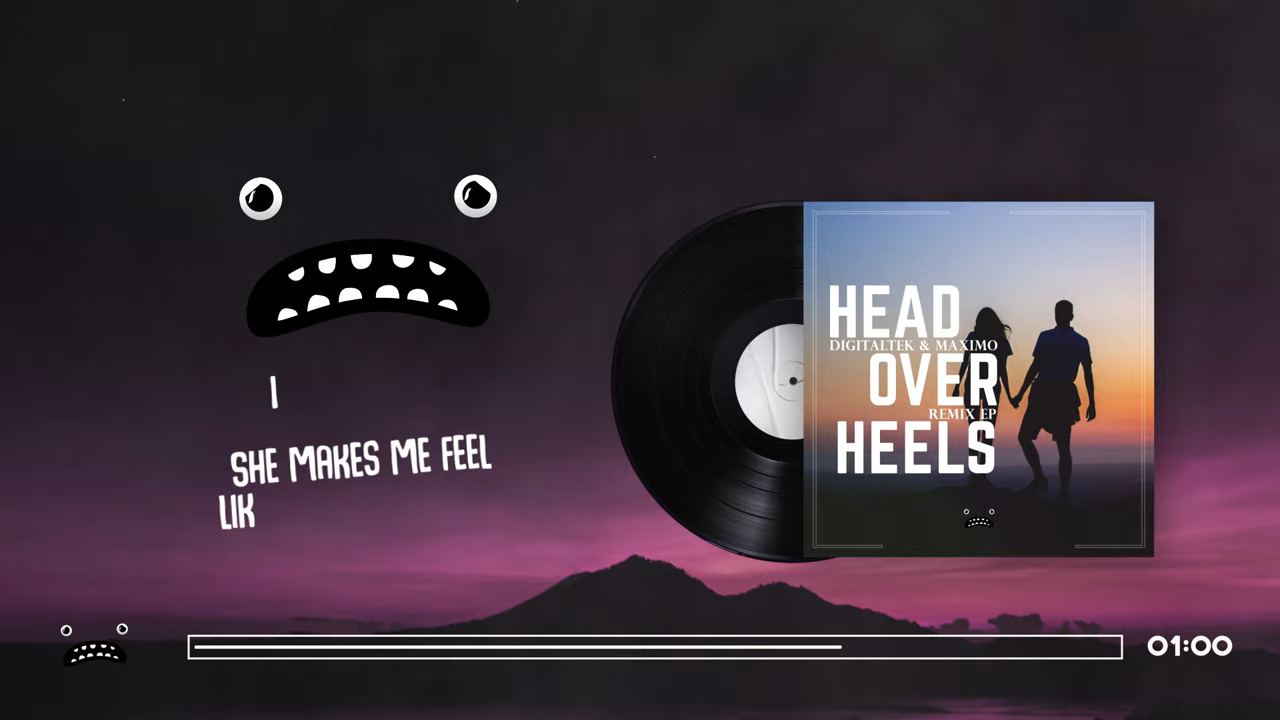 I
SHE MAKES ME FEEL
LIK
HEAD
DIGITALTEK & MAXIMO
OVER
REMIX EP
HEELS
01:00